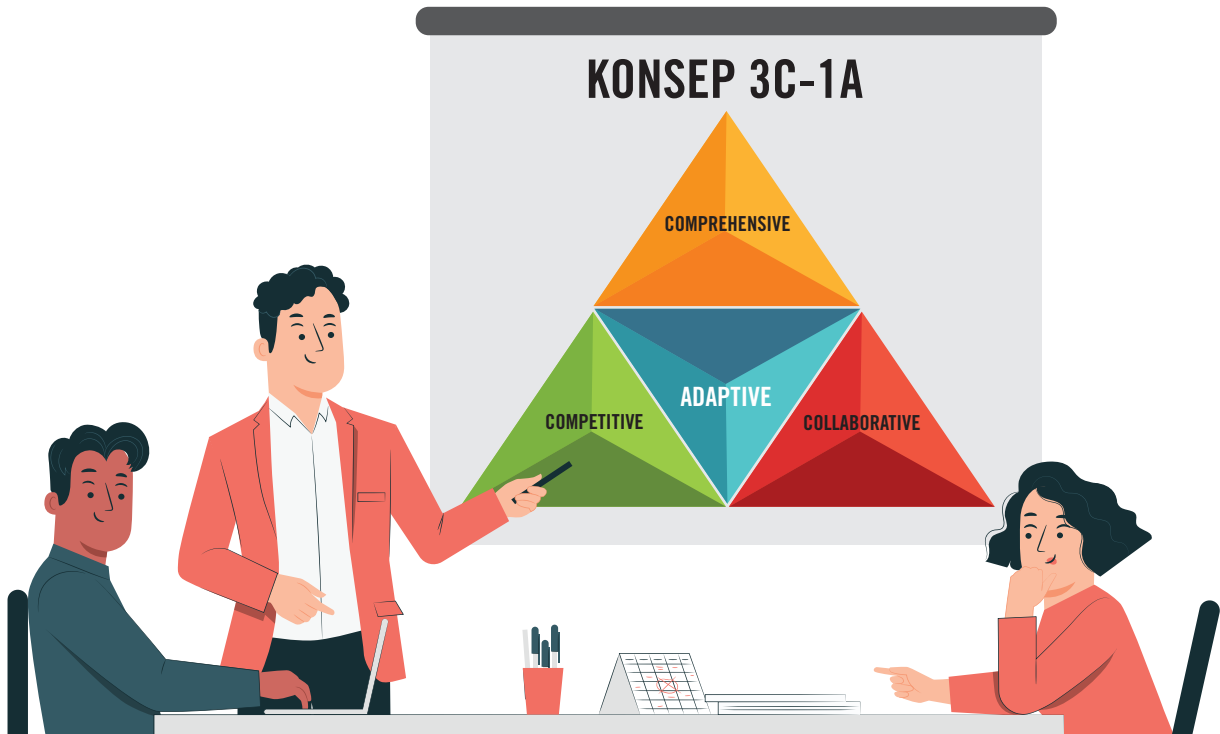 KONSEP 3C-1A
COMPREHENSIVE
COMPETITIVE
ADAPTIVE
COLLABORATIVE